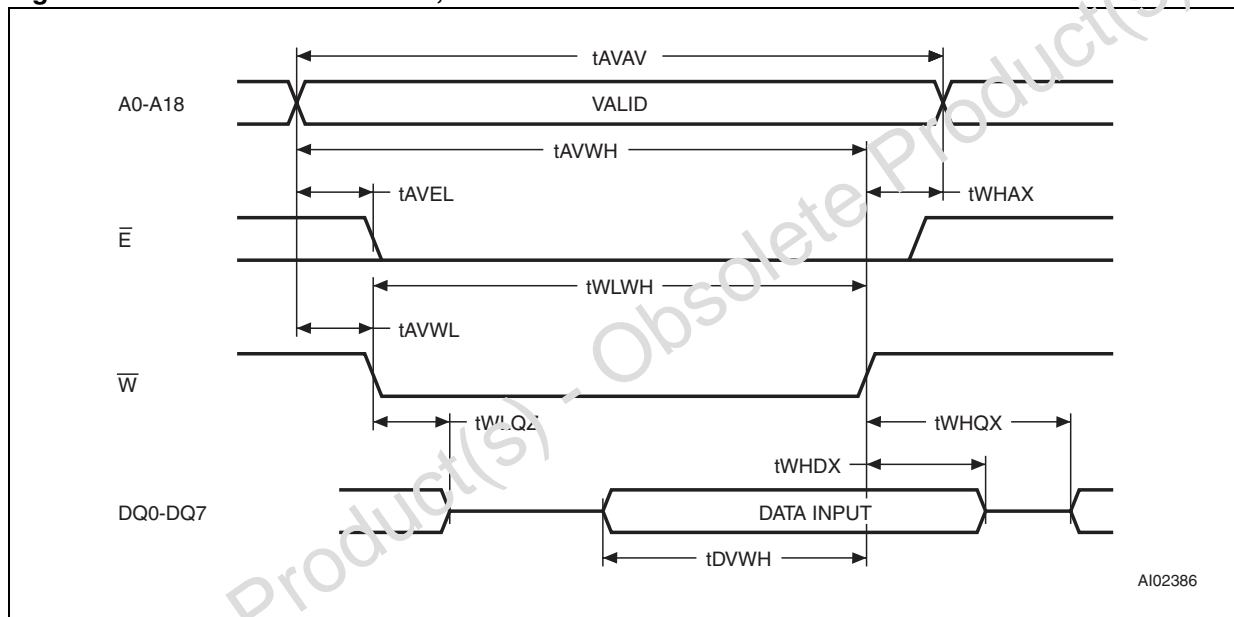 tAVAV
A0-A18
VALID
tAVWH
tAVEL
tWHAX
E
tWLWH
tAVWL
W
tWLQZ
tWHQX
tWHDX
DQ0-DQ7
DATA INPUT
tDVWH
AI02386
Product(s) - Obsolete Product(s)